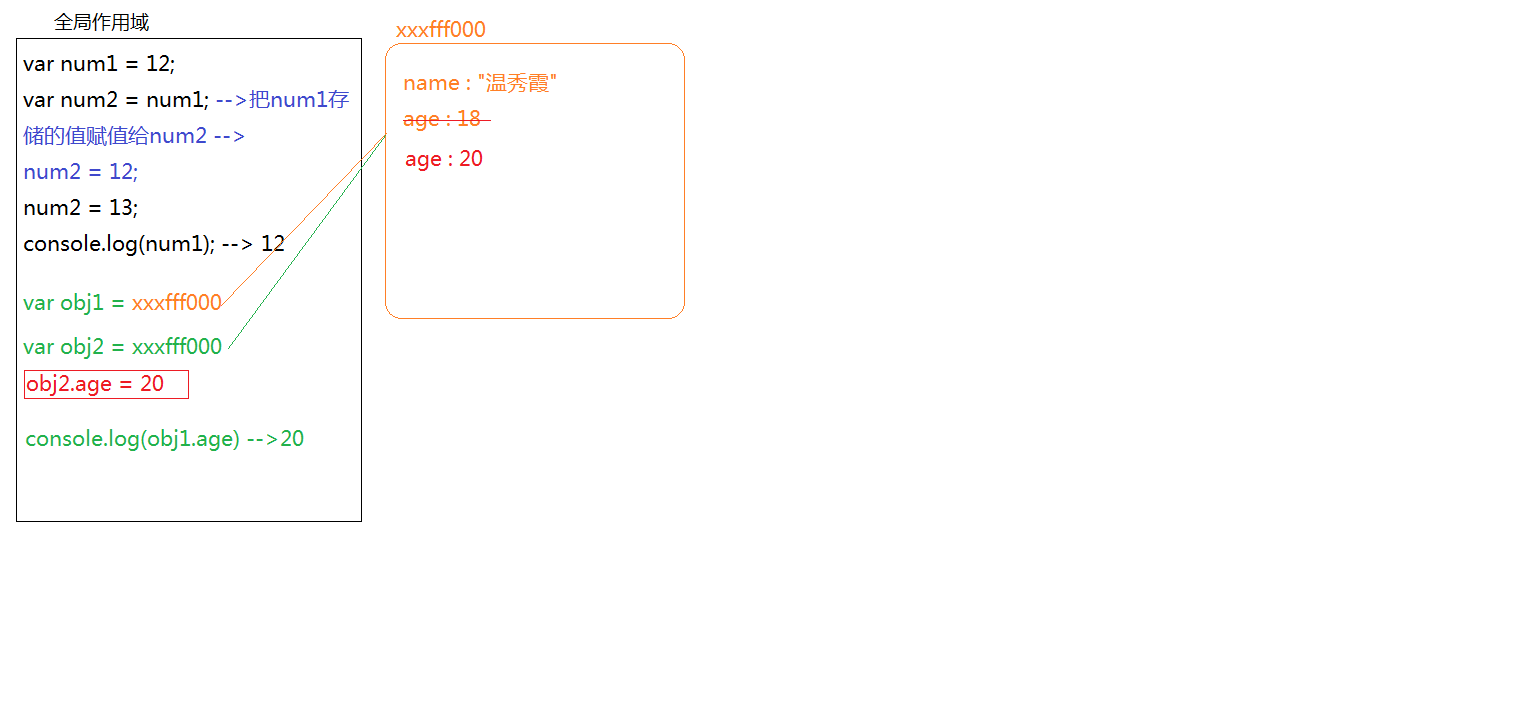 全局作用域
var num1 = 12;
var num2 = num1; -->把num1存
储的值赋值给num2 -->
num2 = 12;
num2 = 13;
console.log(num1); --> 12
var obj1 = xxxfff000
var obj2 = xxxfff000
obj2.age = 20
console.log(obj1.age) -->20
xxxfff000
name : "温秀霞"
age : 18
age : 20